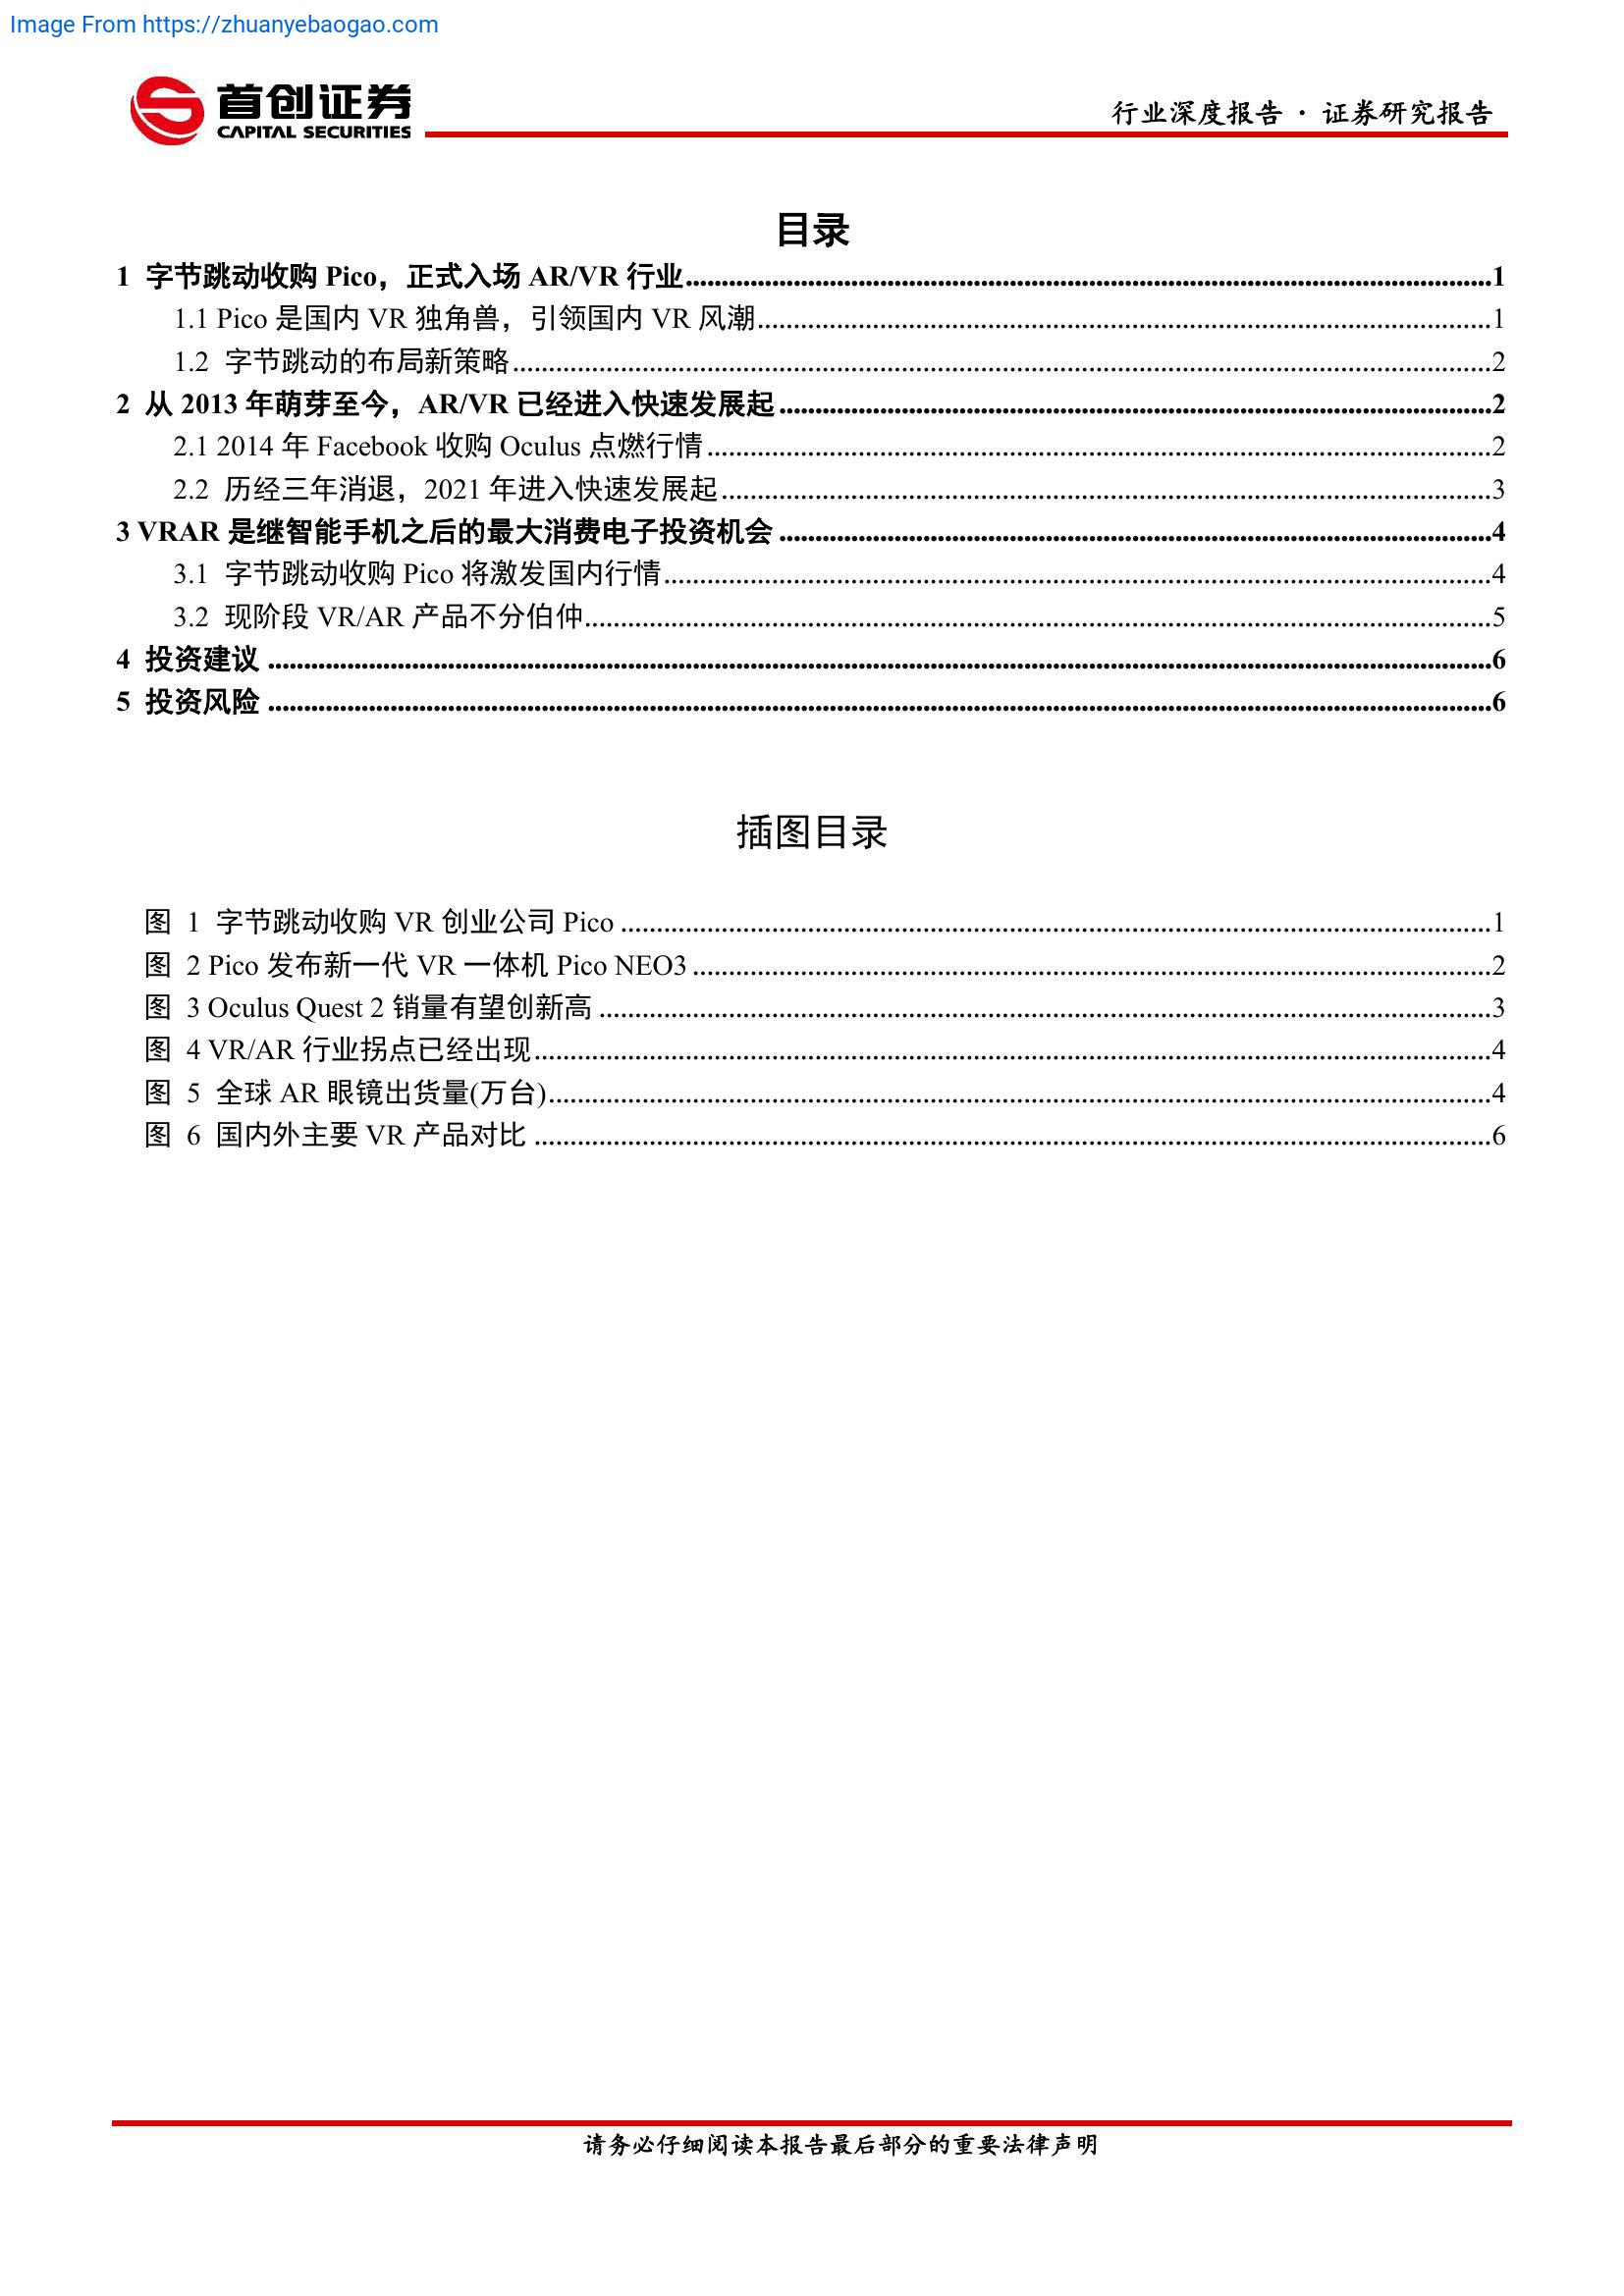 Image From https://zhuanyebaogao.com
首创证券
CAPITAL SECURITIES
行业深度报告 · 证券研究报告
目录
1 字节跳动收购 Pico，正式入场 AR/VR 行业 1
1.1 Pico 是国内 VR 独角兽，引领国内 VR 风潮 1
1.2 字节跳动的布局新策略 2
2 从 2013 年萌芽至今，AR/VR 已经进入快速发展起 2
2.1 2014 年 Facebook 收购 Oculus 点燃行情 2
2.2 历经三年消退，2021 年进入快速发展起 3
3 VRAR 是继智能手机之后的最大消费电子投资机会 4
3.1 字节跳动收购 Pico 将激发国内行情 4
3.2 现阶段 VR/AR 产品不分伯仲 5
4 投资建议 6
5 投资风险 6
插图目录
图 1 字节跳动收购 VR 创业公司 Pico 1
图 2 Pico 发布新一代 VR 一体机 Pico NEO3 2
图 3 Oculus Quest 2 销量有望创新高 3
图 4 VR/AR 行业拐点已经出现 4
图 5 全球 AR 眼镜出货量(万台) 4
图 6 国内外主要 VR 产品对比 6
请务必仔细阅读本报告最后部分的重要法律声明